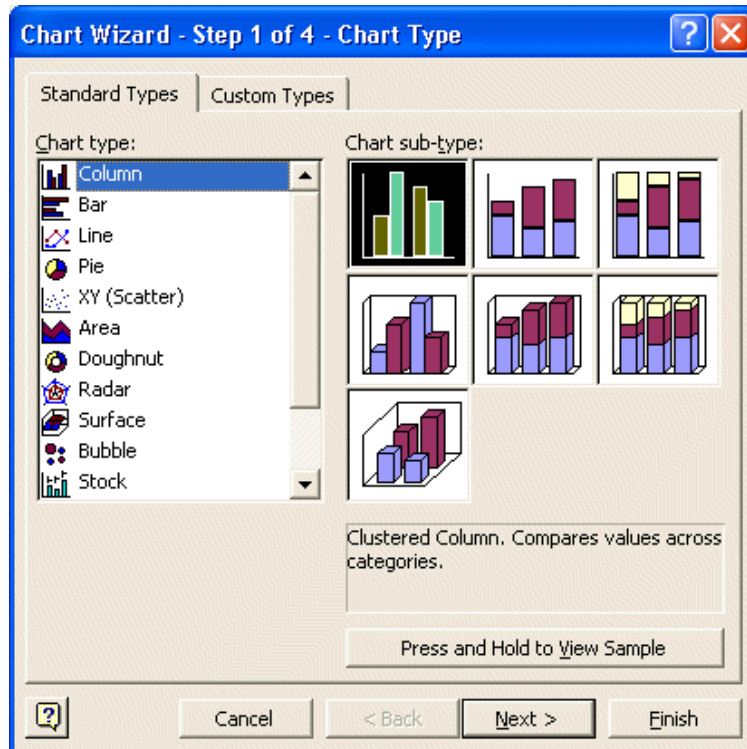 Chart Wizard - Step 1 of 4 - Chart Type
Standard Types
Custom Types
Chart type:
Column
Bar
Line
Pie
XY (Scatter)
Area
Doughnut
Radar
Surface
Bubble
Stock
Chart sub-type:
Clustered Column. Compares values across
categories.
Press and Hold to View Sample
Cancel
< Back
Next >
Finish